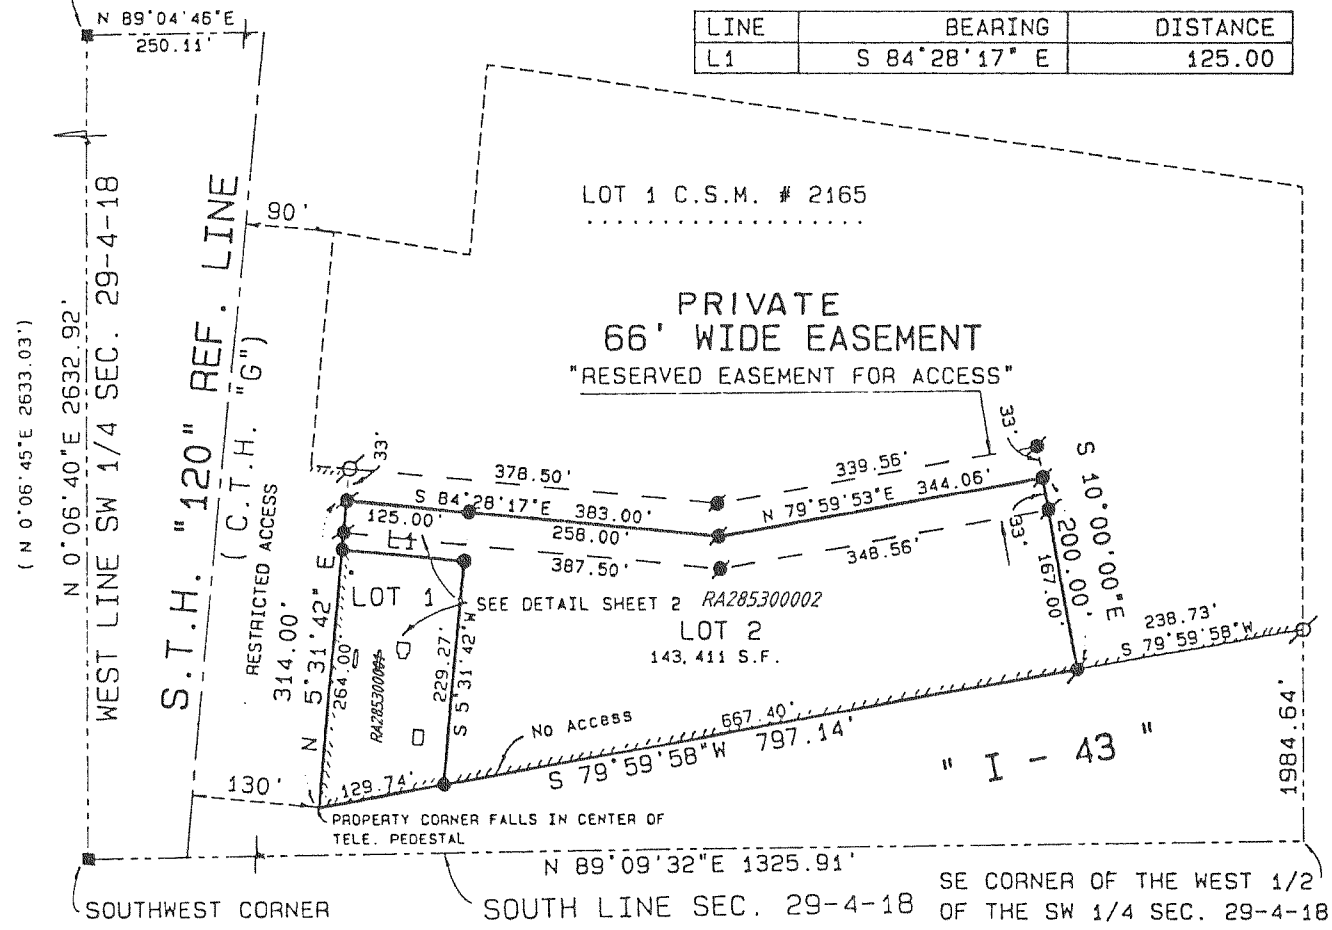 N 89°04'46"E
250.11'
LINE BEARING DISTANCE
L1 S 84°28'17" E 125.00
LOT 1 C.S.M. # 2165
90'
WEST LINE SW 1/4 SEC. 29-4-18
N 0°06'40"E 2632.92'
( N 0°06'45"E 2633.03')
S.T.H. "120" REF. LINE
( C.T.H. "G")
RESTRICTED ACCESS
PRIVATE
66' WIDE EASEMENT
"RESERVED EASEMENT FOR ACCESS"
33'
33'
378.50'
339.56'
S 84°28'17"E 383.00'
N 79°59'53"E 344.06'
125.00'
258.00'
L1
387.50'
348.56'
33'
S 10°00'00"E
200.00'
167.00'
LOT 1
SEE DETAIL SHEET 2
RA285300002
LOT 2
143,411 S.F.
314.00'
N 5°31'42" E
264.00'
229.27'
S 5°31'42"W
238.73'
S 79°59'58"W
No Access
667.40'
S 79°59'58"W 797.14'
" I - 43 "
1984.64'
130'
129.74'
PROPERTY CORNER FALLS IN CENTER OF
TELE. PEDESTAL
N 89°09'32"E 1325.91'
SOUTHWEST CORNER
SOUTH LINE SEC. 29-4-18
SE CORNER OF THE WEST 1/2
OF THE SW 1/4 SEC. 29-4-18